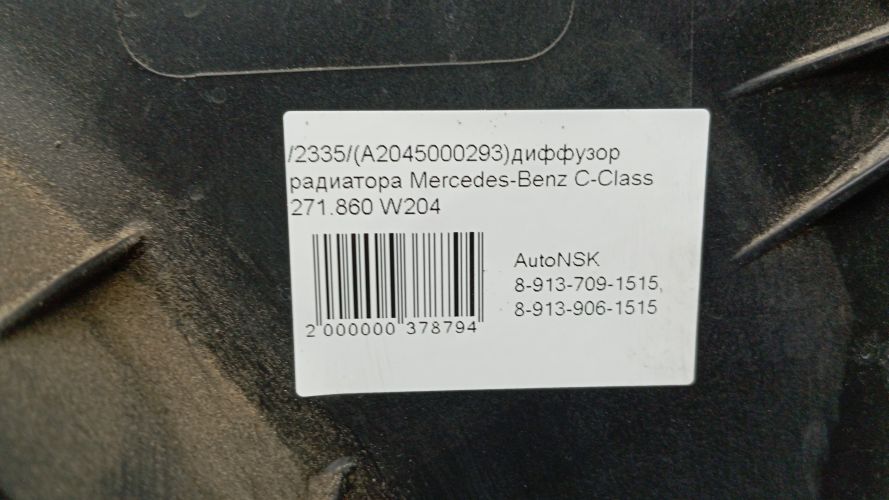 /2335/(A2045000293)диффузор
радиатора Mercedes-Benz C-Class
271.860 W204
AutoNSK
8-913-709-1515,
8-913-906-1515
2 000000 378794